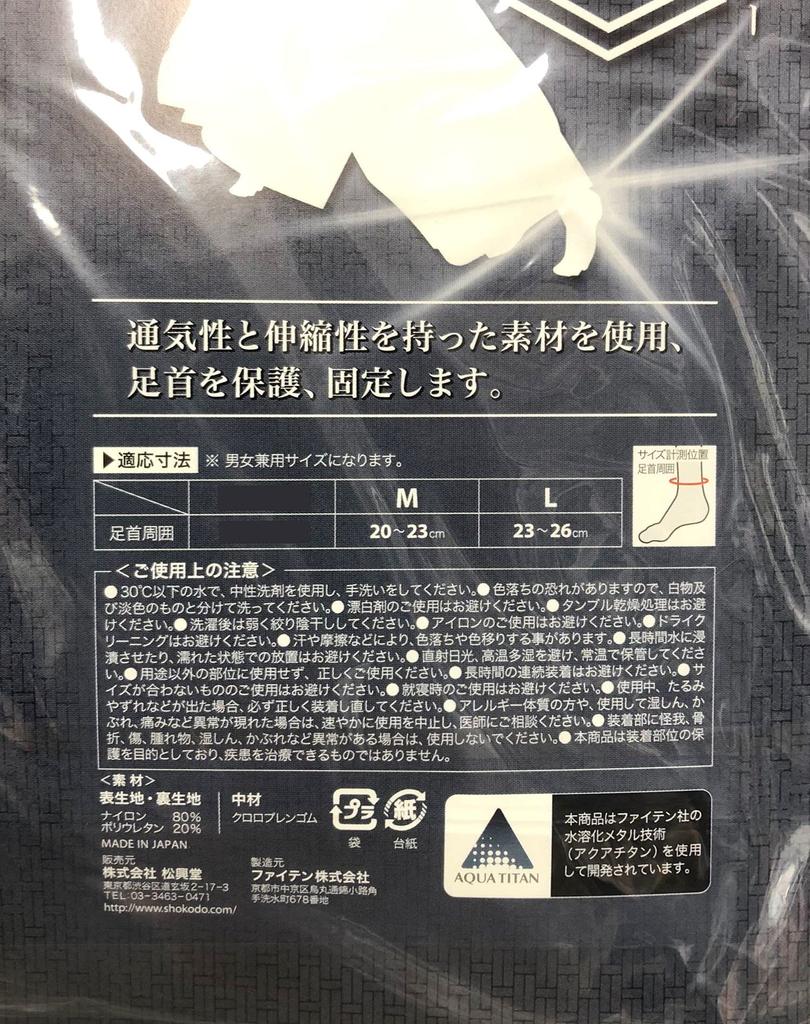 通気性と伸縮性を持った素材を使用、
足首を保護、固定します。
▶適応寸法 ※ 男女兼用サイズになります。
サイズ計測位置
足首周囲
M L
足首周囲 20～23cm 23～26cm
＜ご使用上の注意＞
●30℃以下の水で、中性洗剤を使用し、手洗いをしてください。●色落ちの恐れがありますので、白物及
び淡色のものと分けて洗ってください。●漂白剤のご使用はお避けください。●タンブル乾燥処理はお避
けください。●洗濯後は弱く絞り陰干ししてください。●アイロンのご使用はお避けください。●ドライク
リーニングはお避けください。●汗や摩擦などにより、色落ちや色移りする事があります。●長時間水に浸
漬させたり、濡れた状態での放置はお避けください。●直射日光、高温多湿を避け、常温で保管してくださ
い。●用途以外の部位に使用せず、正しくご使用ください。●長時間の連続装着はお避けください。●サ
イズが合わないもののご使用はお避けください。●就寝時のご使用はお避けください。●使用中、たるみ
やずれなどが出た場合、必ず正しく装着し直してください。●アレルギー体質の方や、使用して湿しん、か
ぶれ、痛みなど異常が現れた場合は、速やかに使用を中止し、医師にご相談ください。●装着部に怪我、骨
折、傷、腫れ物、湿しん、かぶれなど異常がある場合は、使用しないでください。●本商品は装着部位の保
護を目的としており、疾患を治療できるものではありません。
＜素材＞
表生地・裏生地
ナイロン 80%
ポリウレタン 20%
中材
クロロプレンゴム
MADE IN JAPAN
プラ
袋
紙
台紙
販売元
株式会社 松興堂
東京都渋谷区道玄坂2-17-3
TEL:03-3463-0471
http://www.shokodo.com/
製造元
ファイテン株式会社
京都市中京区烏丸通錦小路角
手洗水町678番地
AQUA TITAN
本商品はファイテン社の
水溶化メタル技術
（アクアチタン）を使用
して開発されています。